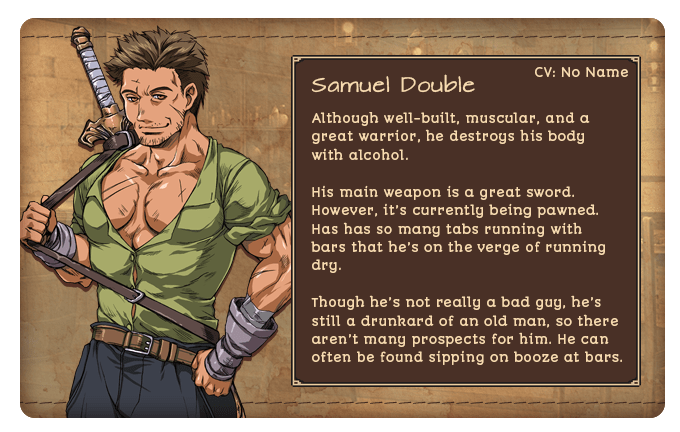 CV: No Name
Samuel Double
Although well-built, muscular, and a
great warrior, he destroys his body
with alcohol.
His main weapon is a great sword.
However, it's currently being pawned.
Has has so many tabs running with
bars that he's on the verge of running
dry.
Though he's not really a bad guy, he's
still a drunkard of an old man, so there
aren't many prospects for him. He can
often be found sipping on booze at bars.